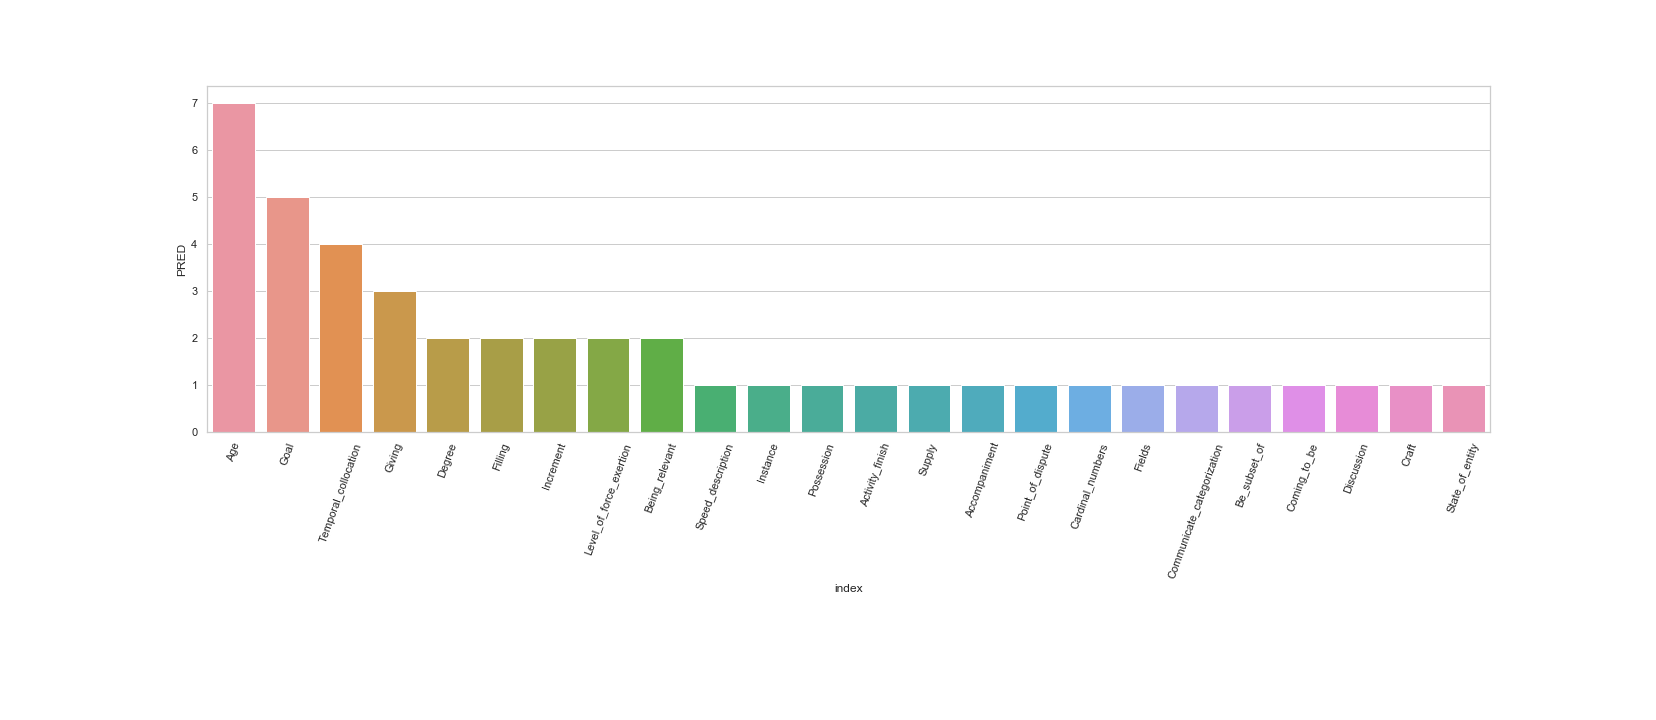 7
6
5
4
3
2
1
0
PRED
Age
Goal
Temporal_collocation
Giving
Degree
Filling
Increment
Level_of_force_exertion
Being_relevant
Speed_description
Instance
Possession
Activity_finish
Supply
Accompaniment
Point_of_dispute
Cardinal_numbers
Fields
Communicate_categorization
Be_subset_of
Coming_to_be
Discussion
Craft
State_of_entity
index